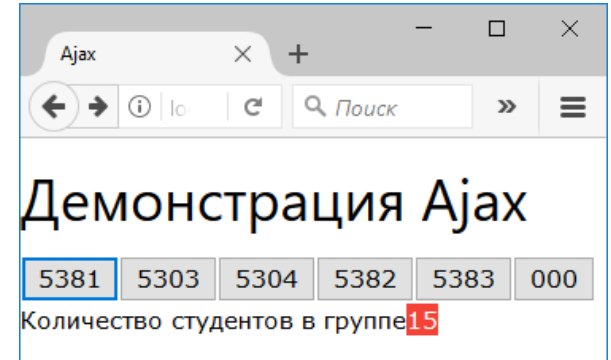 Ajax
Поиск
Демонстрация Ajax
5381 5303 5304 5382 5383 000
Количество студентов в группе15